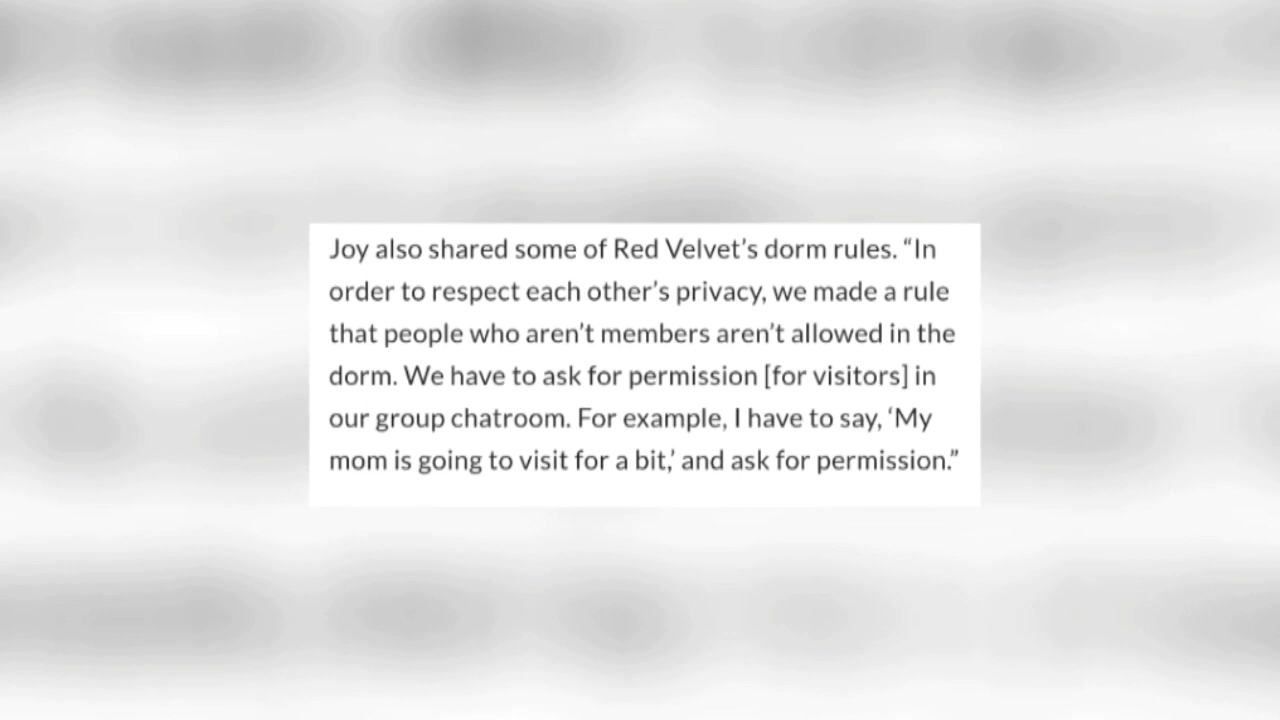 Joy also shared some of Red Velvet’s dorm rules. “In
order to respect each other’s privacy, we made a rule
that people who aren’t members aren’t allowed in the
dorm. We have to ask for permission [for visitors] in
our group chatroom. For example, I have to say, ‘My
mom is going to visit for a bit,’ and ask for permission.”